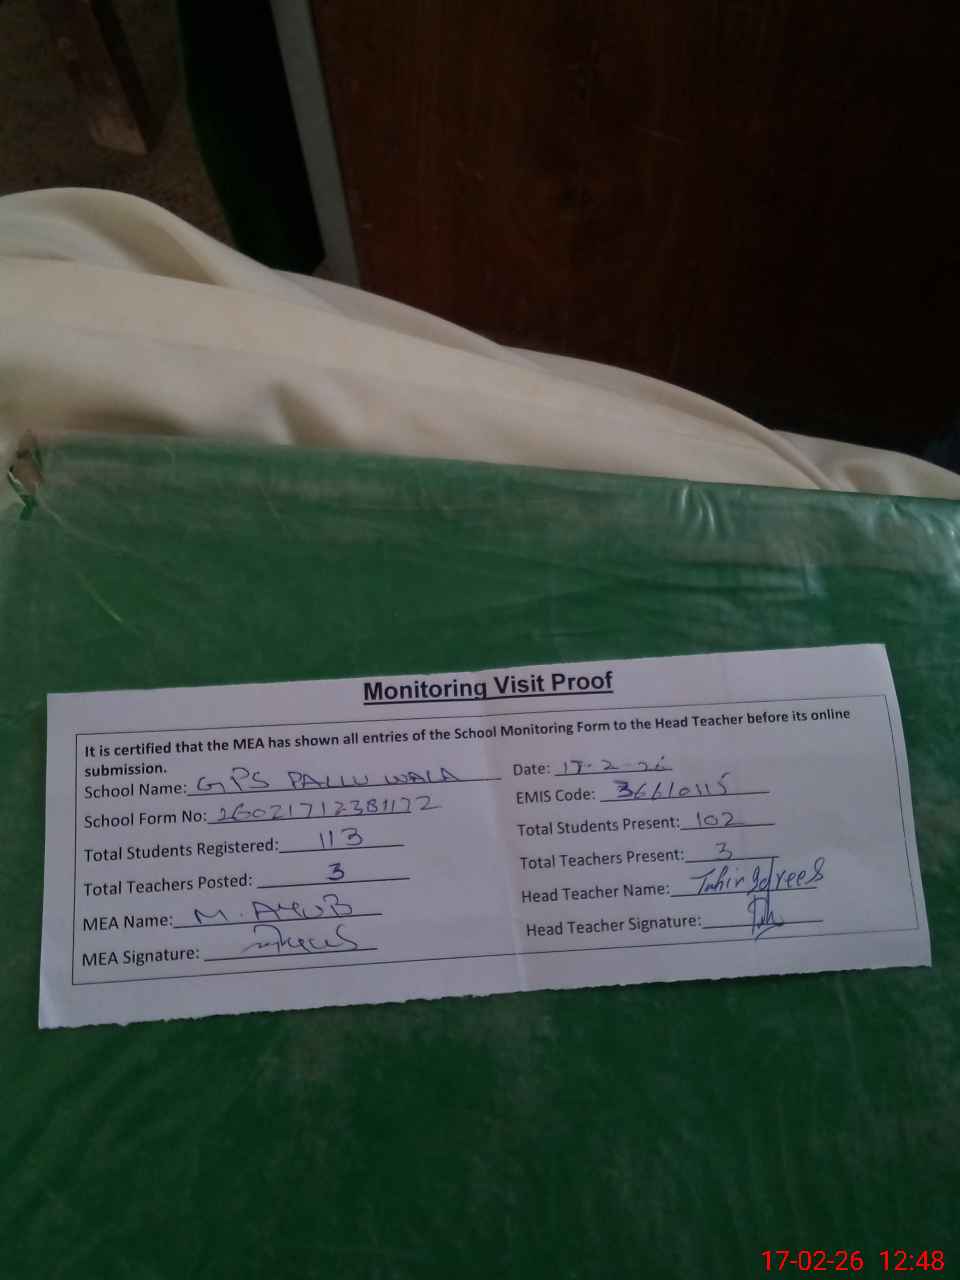 Monitoring Visit Proof
It is certified that the MEA has shown all entries of the School Monitoring Form to the Head Teacher before its online
submission.
School Name: GPS PALLU WALA
Date: 17-2-26
School Form No: 26021712381172
EMIS Code: 36610115
Total Students Registered: 113
Total Students Present: 102
Total Teachers Posted: 3
Total Teachers Present: 3
MEA Name: M. AYUB
Head Teacher Name: Tahir Idrees
MEA Signature:
Head Teacher Signature:
17-02-26 12:48